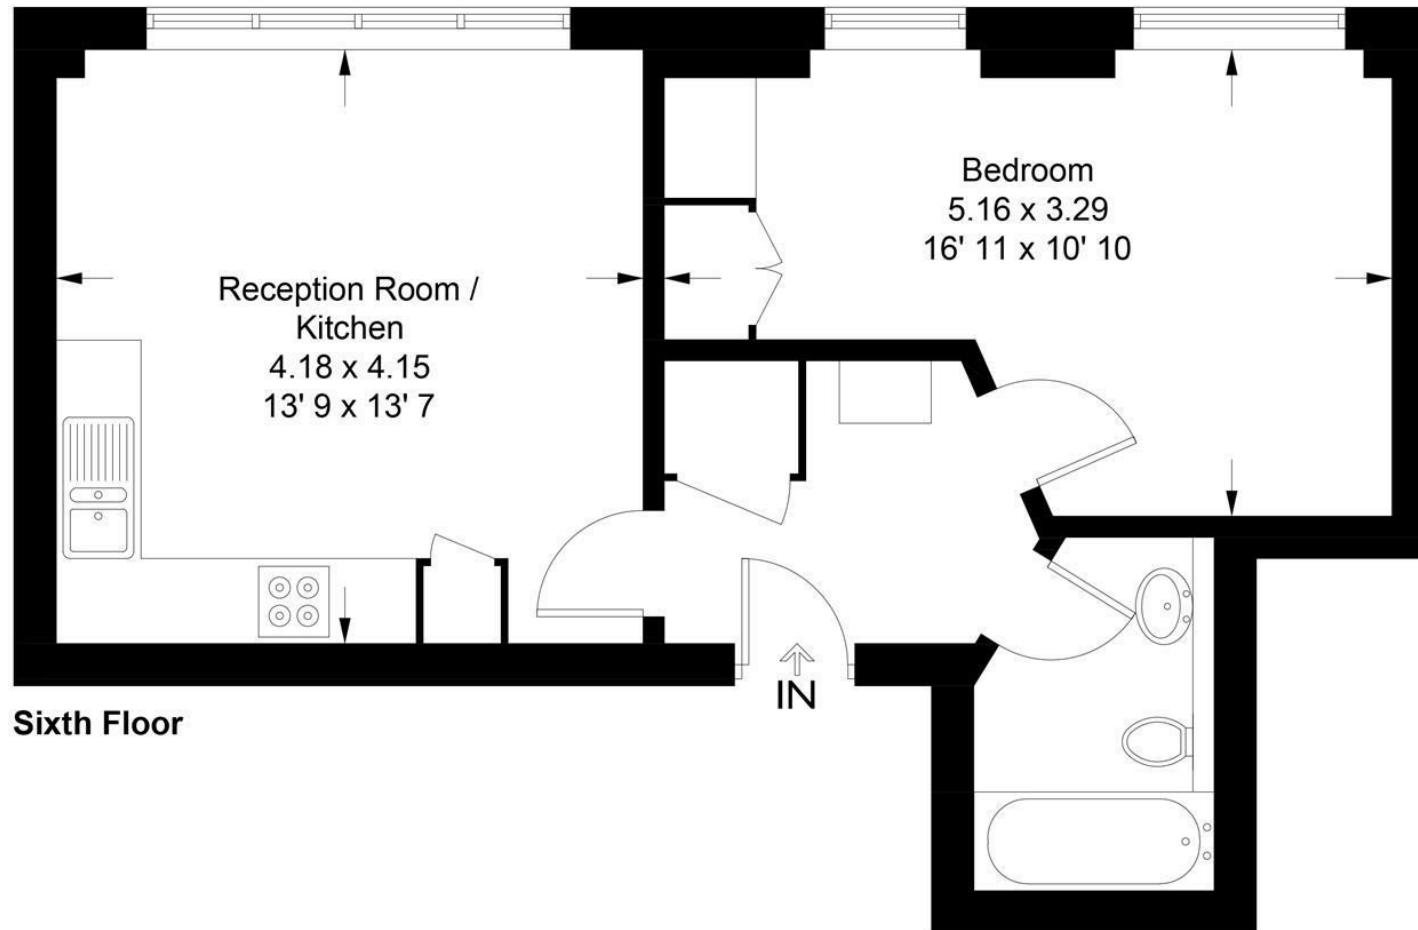 Bedroom
5.16 x 3.29
16' 11 x 10' 10
Reception Room /
Kitchen
4.18 x 4.15
13' 9 x 13' 7
IN
Sixth Floor